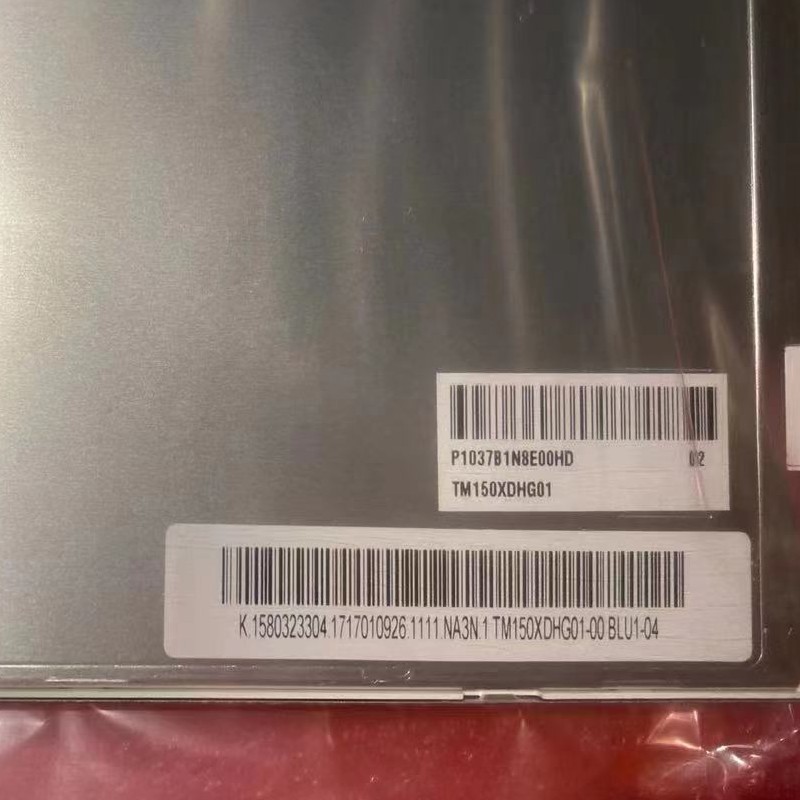 P1037B1N8E00HD 02
TM150XDHG01
K.1580323304.1717010926.1111.NA3N.1 TM150XDHG01-00 BLU1-04